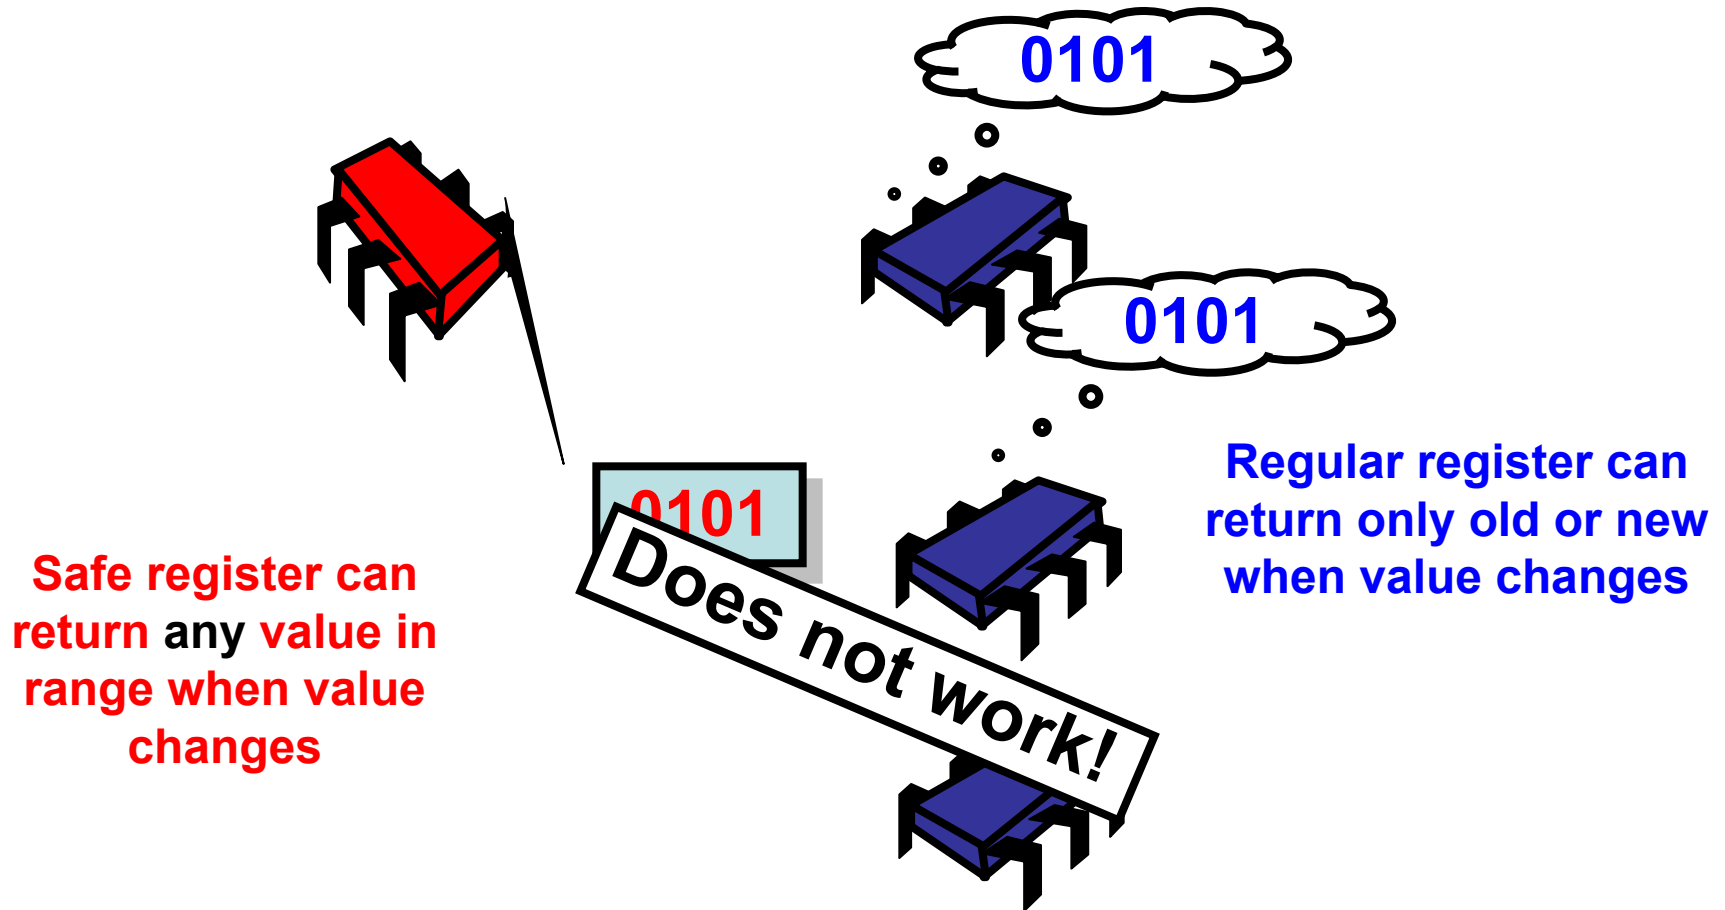 0101
0101
0101
Does not work!
Regular register can
return only old or new
when value changes
Safe register can
return any value in
range when value
changes